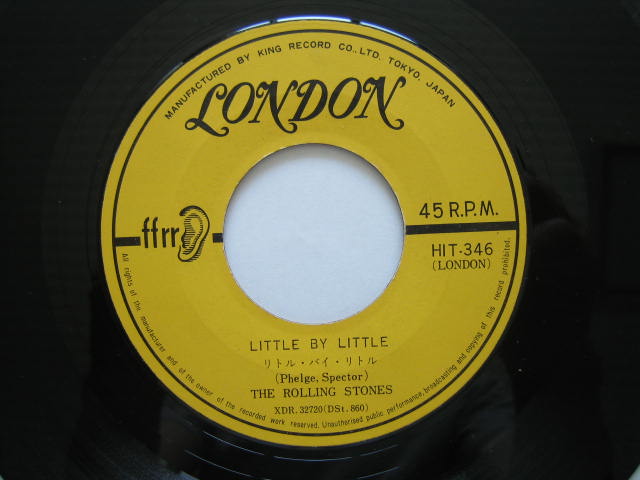 MANUFACTURED BY KING RECORD CO., LTD. TOKYO, JAPAN
LONDON
ffrr
45 R.P.M.
HIT-346
(LONDON)
LITTLE BY LITTLE
リトル・バイ・リトル
(Phelge, Spector)
THE ROLLING STONES
XDR. 32720(DSt. 860)
All rights of the manufacturer and of the owner of the recorded work reserved. Unauthorised public performance, broadcasting and copying of this record prohibited.